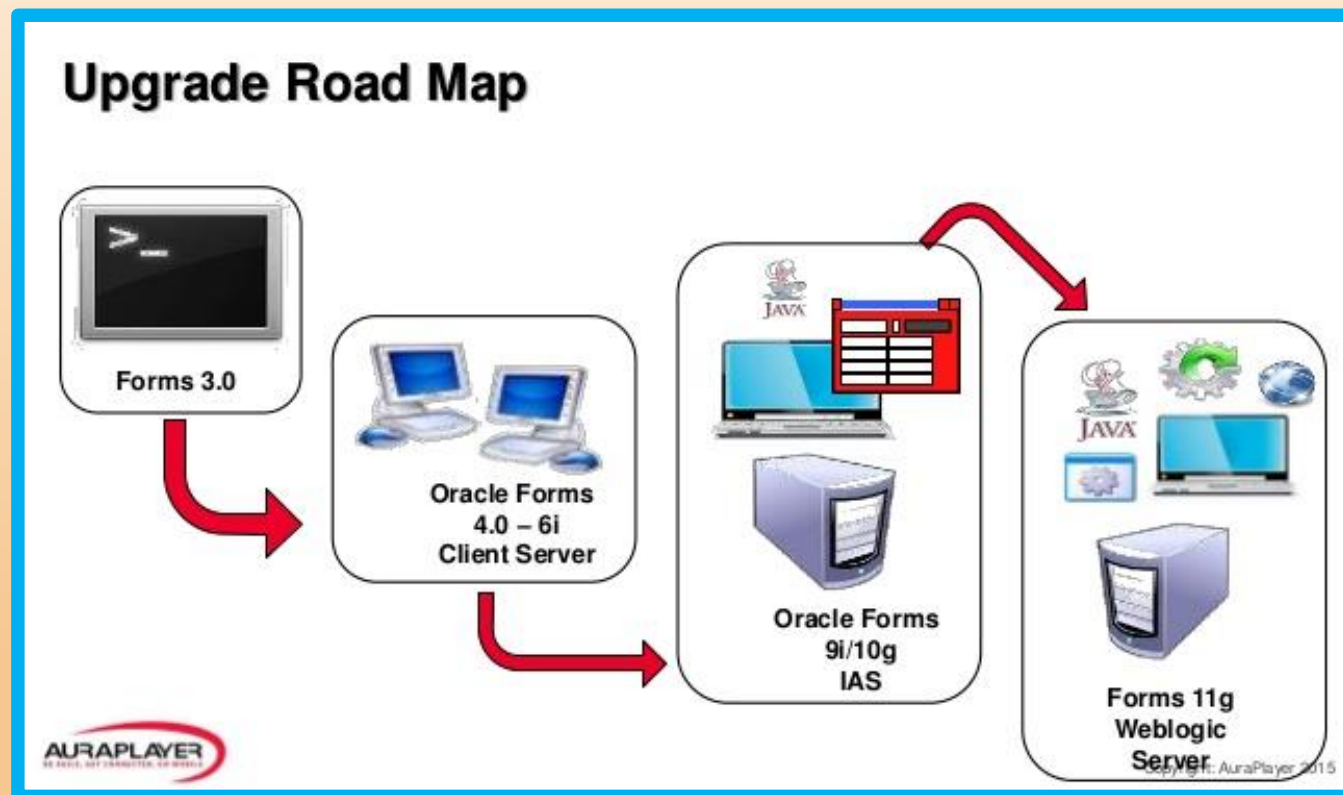 Upgrade Road Map
>_
Forms 3.0
Oracle Forms
4.0 – 6i
Client Server
JAVA
Oracle Forms
9i/10g
IAS
JAVA
Forms 11g
Weblogic
Server
AURAPLAYER
Copyright: AuraPlayer 2015